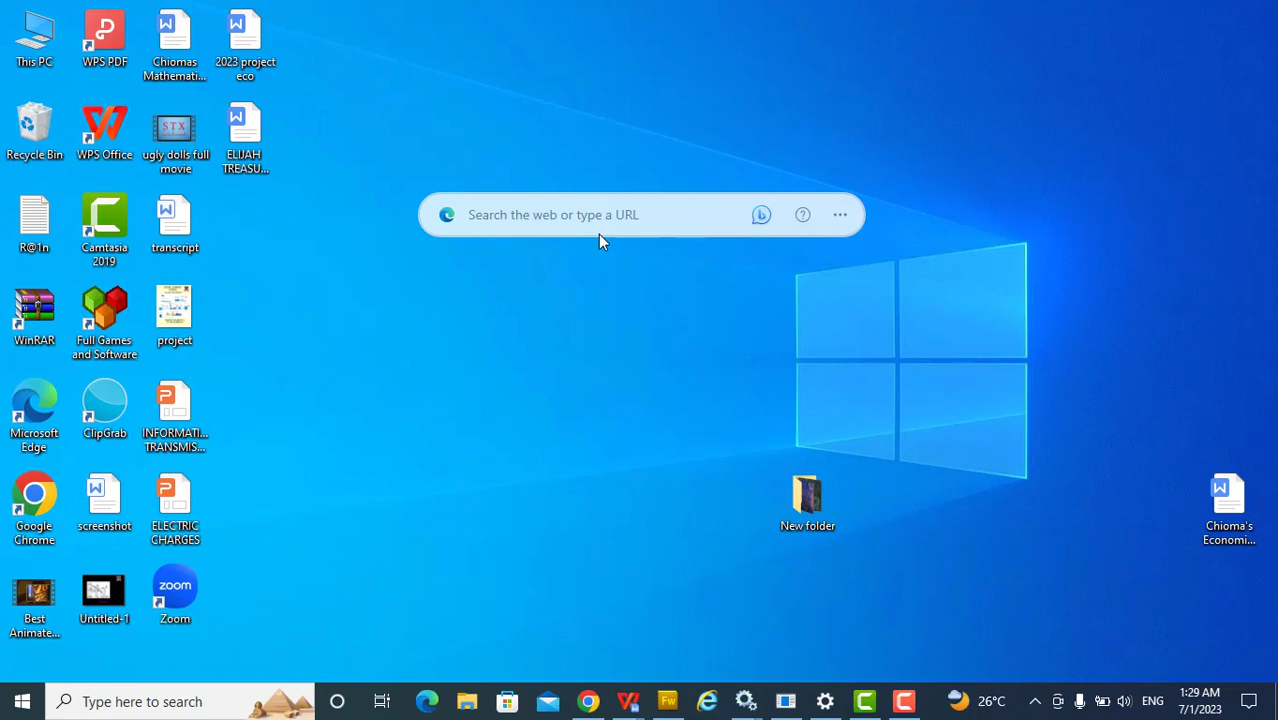 This PC
WPS PDF
Chiomas
Mathemati...
2023 project
eco
Recycle Bin
WPS Office
STX
ugly dolls full
movie
ELIJAH
TREASU...
Search the web or type a URL
R@1n
Camtasia
2019
transcript
WinRAR
Full Games
and Software
project
Microsoft
Edge
ClipGrab
INFORMATI...
TRANSMIS...
Google
Chrome
screenshot
ELECTRIC
CHARGES
New folder
Chioma's
Economi...
Best
Animate...
Untitled-1
zoom
Zoom
Type here to search
Fw
26°C
ENG
1:29 AM
7/1/2023